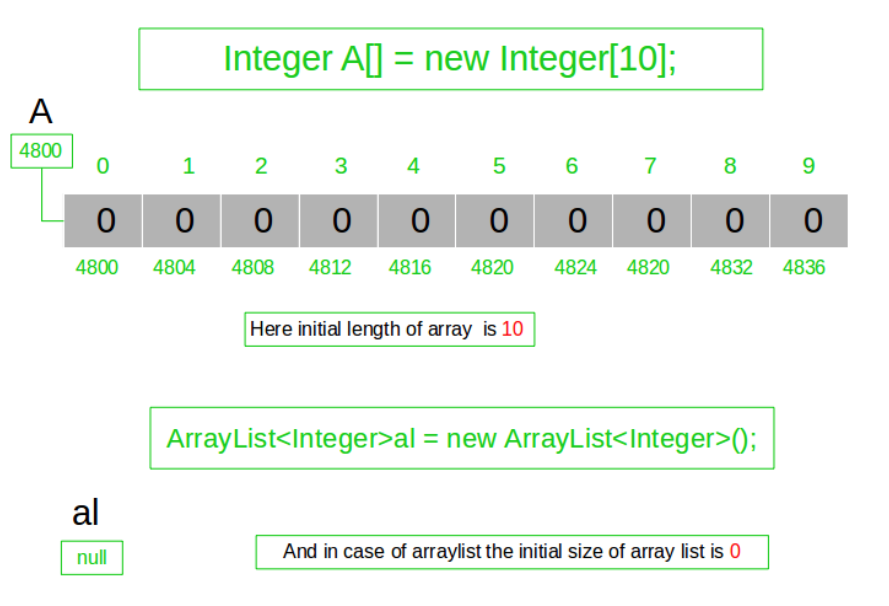 Integer A[] = new Integer[10];
A
4800
0 1 2 3 4 5 6 7 8 9
0 0 0 0 0 0 0 0 0 0
4800 4804 4808 4812 4816 4820 4824 4820 4832 4836
Here initial length of array is 10
ArrayList<Integer>al = new ArrayList<Integer>();
al
null
And in case of arraylist the initial size of array list is 0